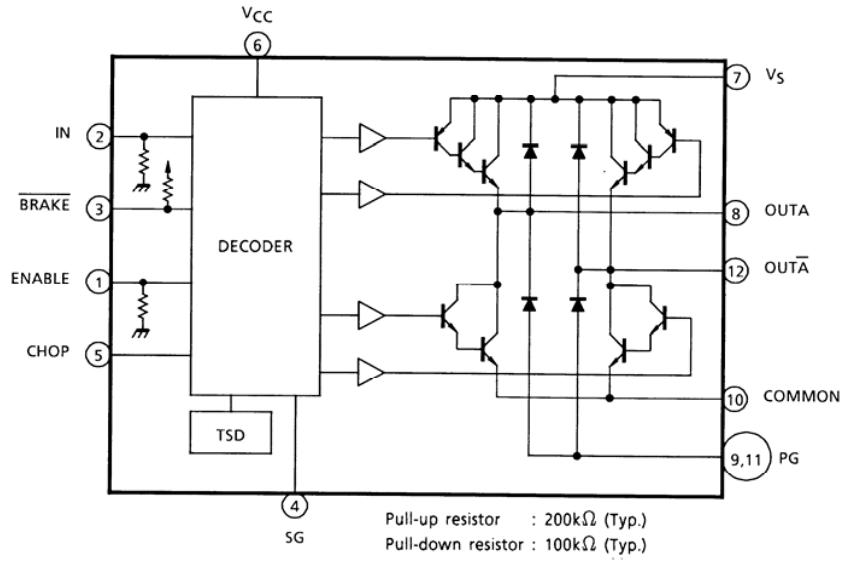 VCC
6
7 VS
IN 2
BRAKE 3
8 OUTA
DECODER
12 OUTA̅
ENABLE 1
CHOP 5
10 COMMON
TSD
9,11 PG
4
SG
Pull-up resistor : 200kΩ (Typ.)
Pull-down resistor : 100kΩ (Typ.)